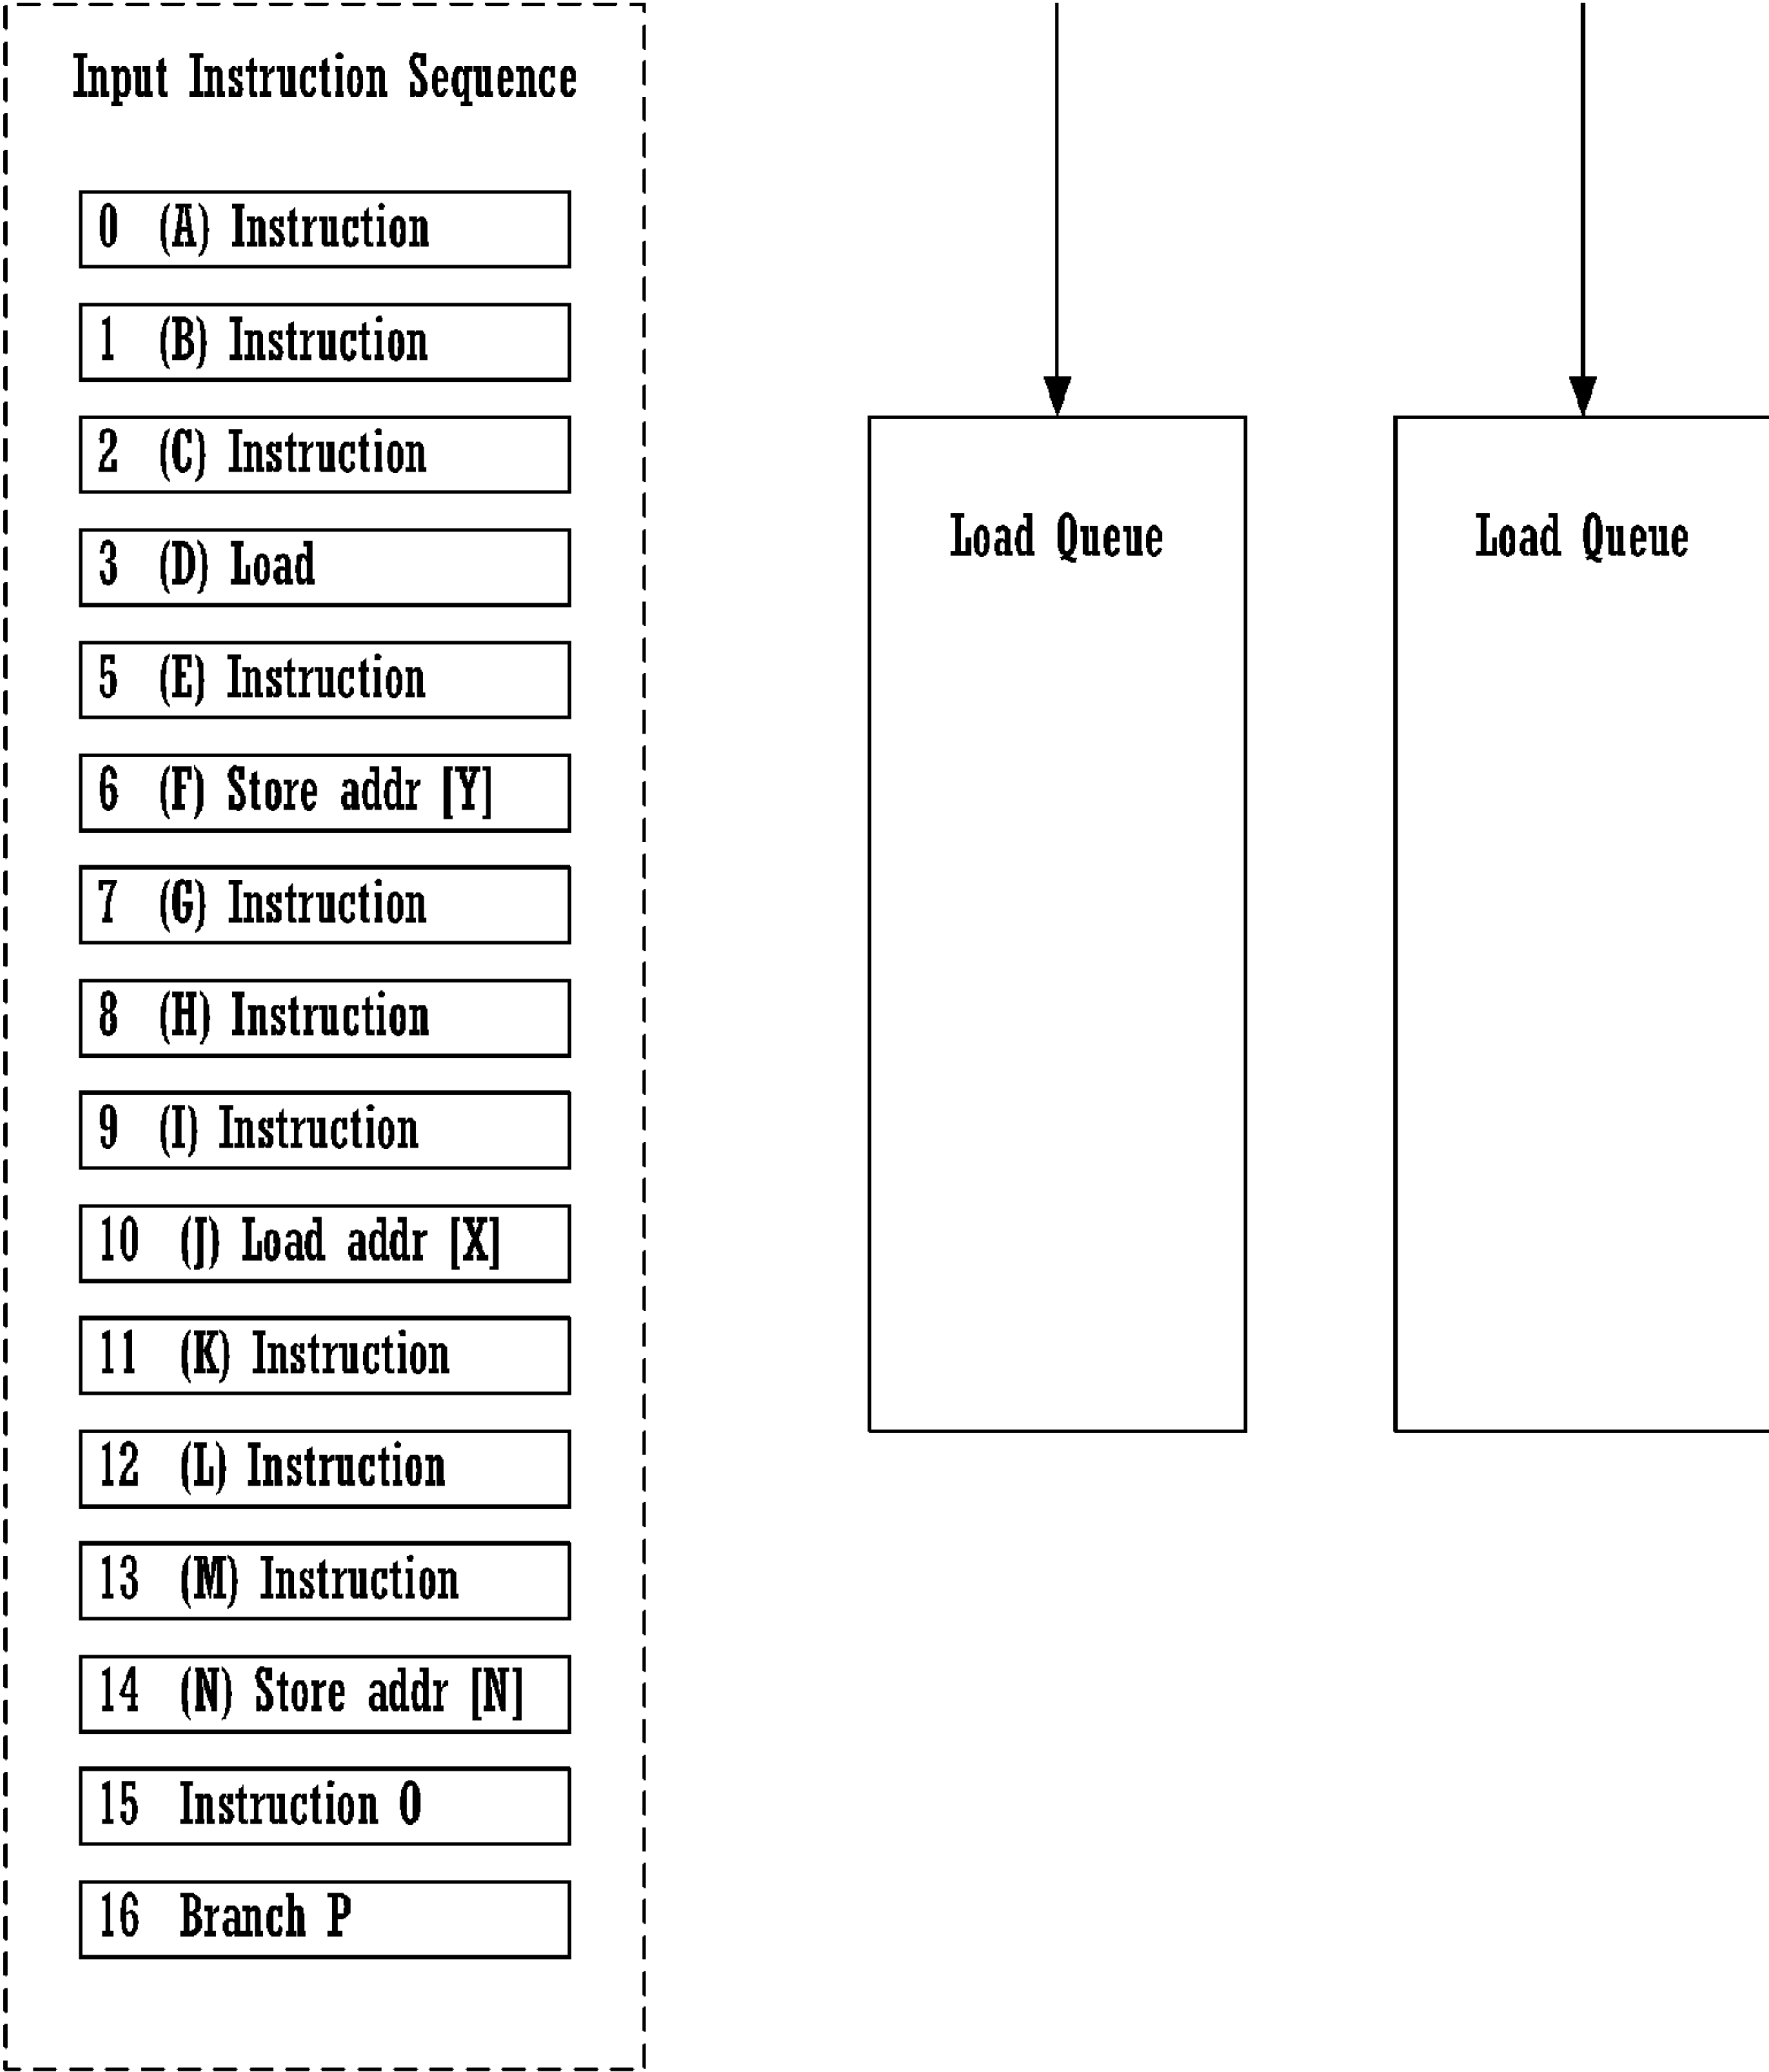 Input Instruction Sequence
0 (A) Instruction
1 (B) Instruction
2 (C) Instruction
3 (D) Load
5 (E) Instruction
6 (F) Store addr [Y]
7 (G) Instruction
8 (H) Instruction
9 (I) Instruction
10 (J) Load addr [X]
11 (K) Instruction
12 (L) Instruction
13 (M) Instruction
14 (N) Store addr [N]
15 Instruction O
16 Branch P
Load Queue
Load Queue